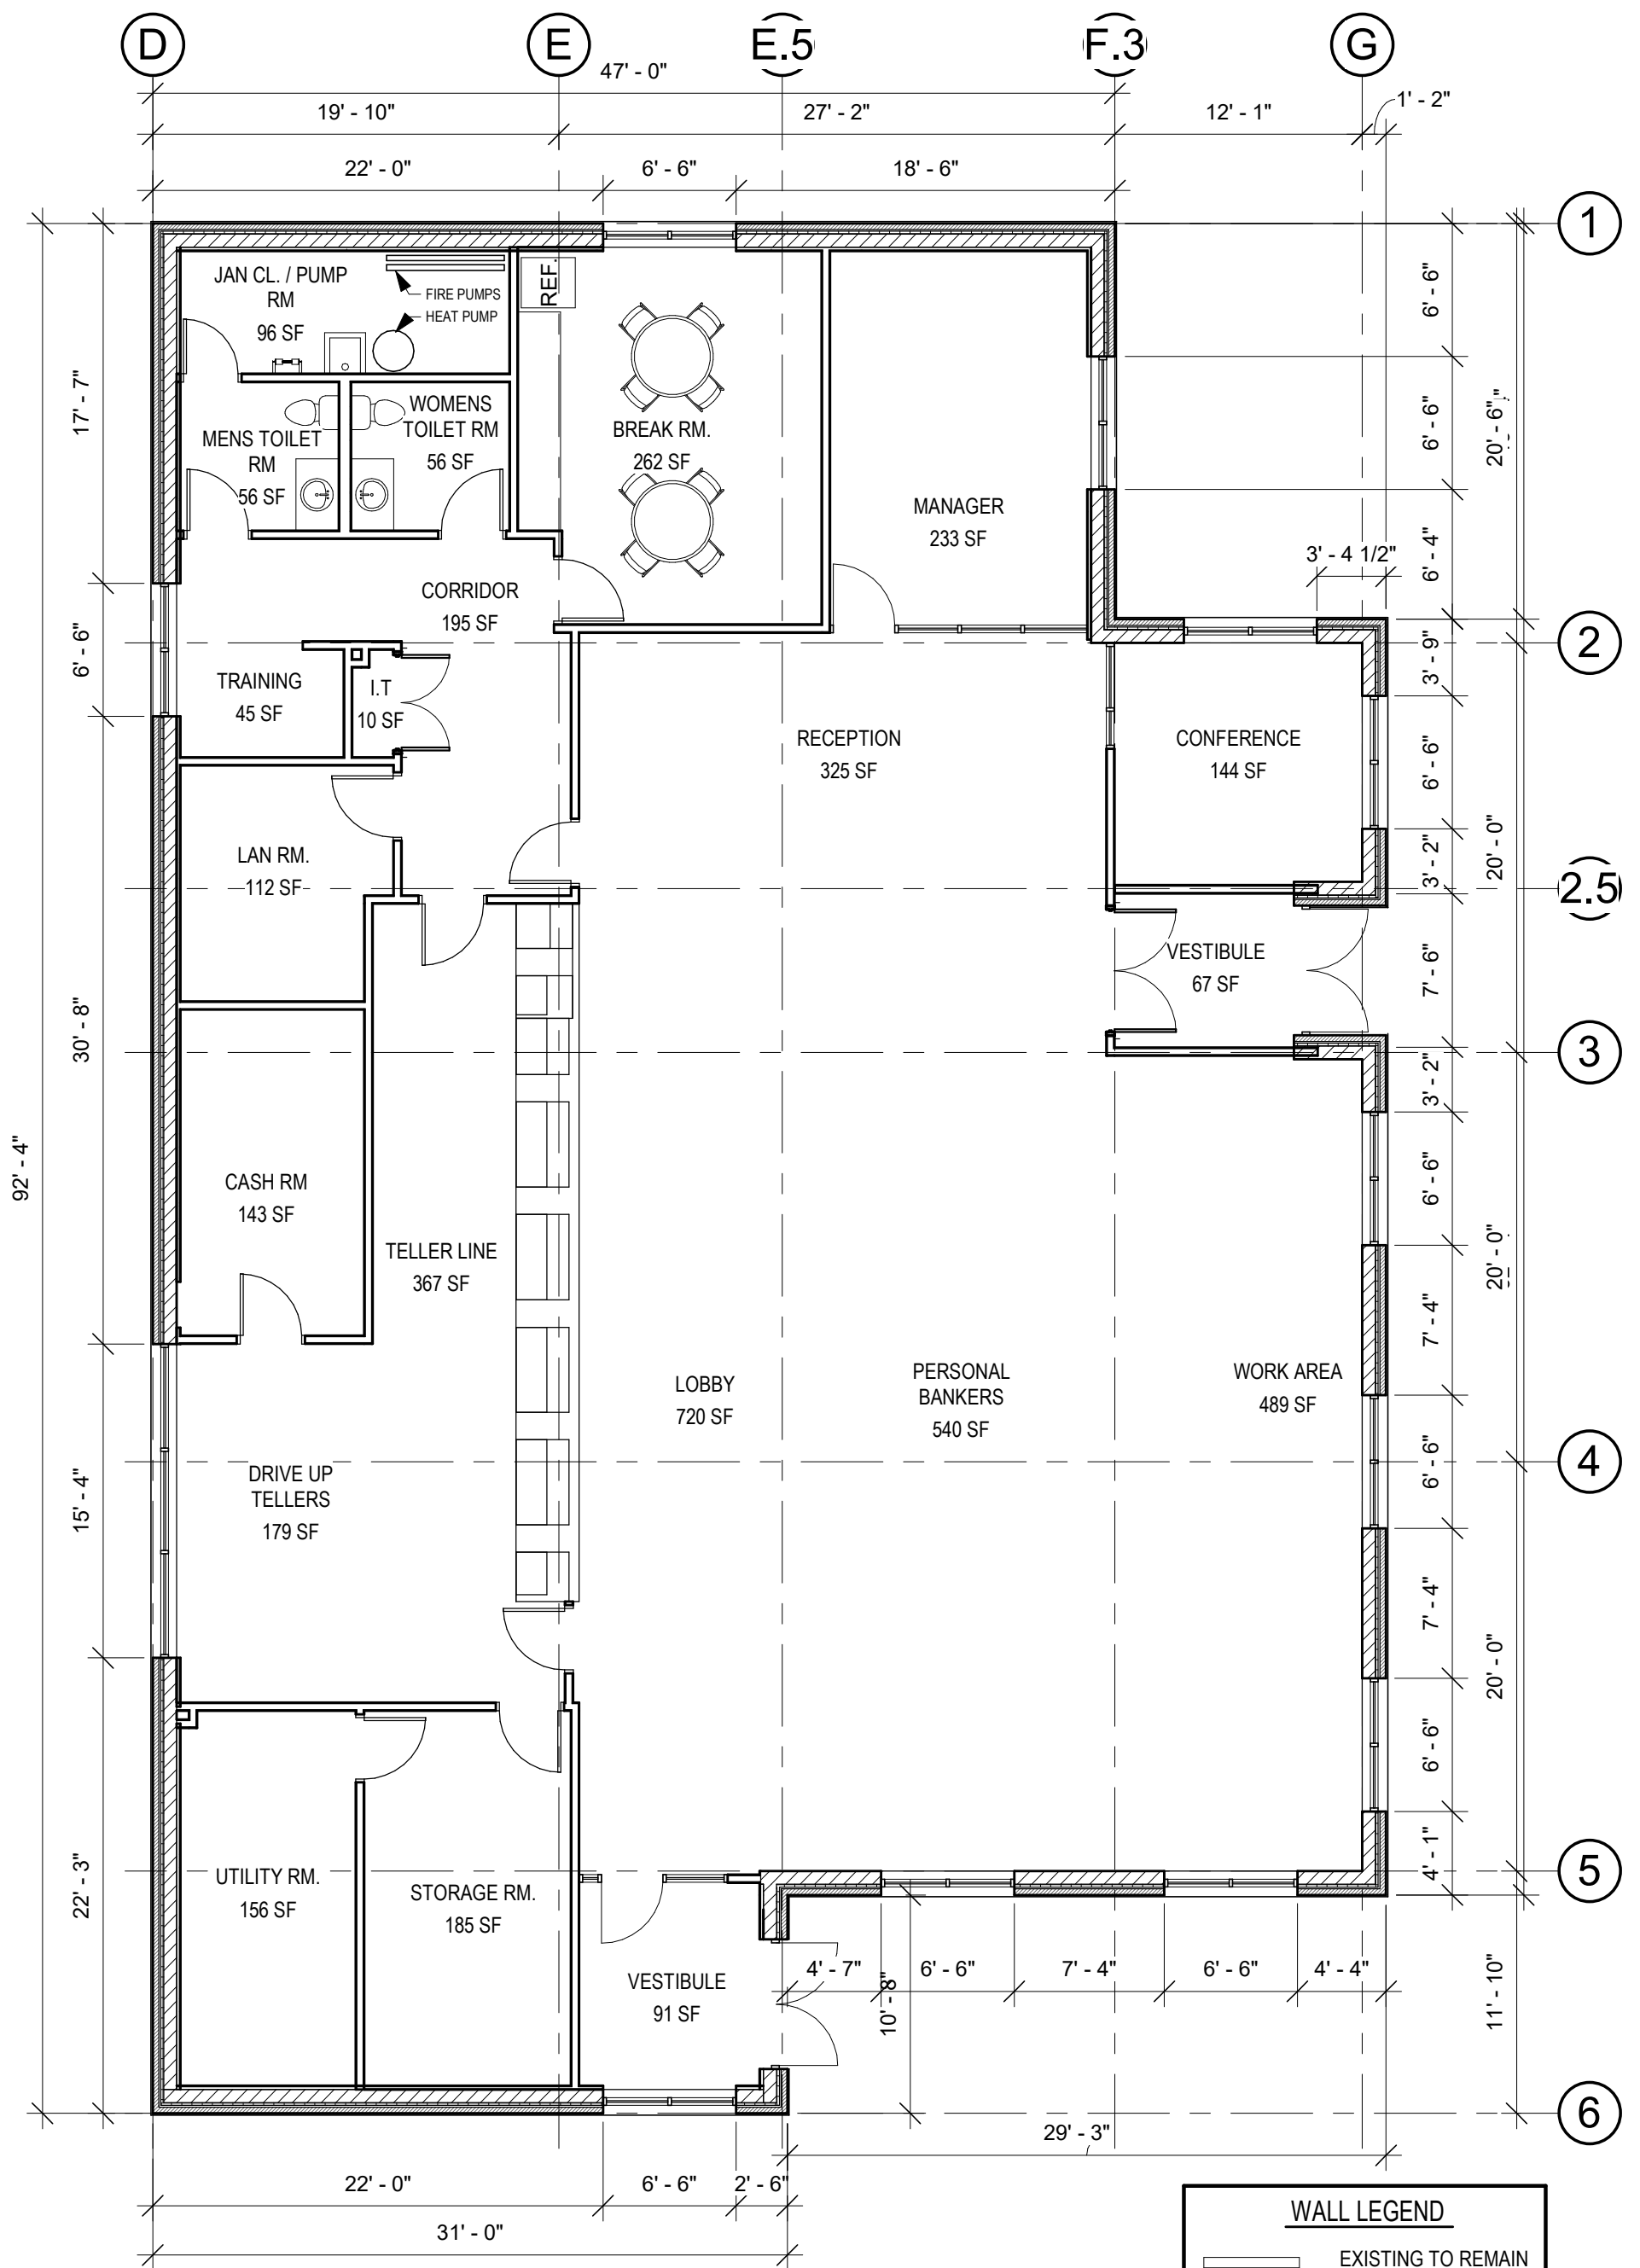 D E E.5 F.3 G
47' - 0"
19' - 10" 27' - 2" 12' - 1" 1' - 2"
22' - 0" 6' - 6" 18' - 6"
1
2
2.5
3
4
5
6
92' - 4"
17' - 7"
6' - 6"
30' - 8"
15' - 4"
22' - 3"
JAN CL. / PUMP
RM
96 SF
FIRE PUMPS
HEAT PUMP
REF.
MENS TOILET
RM
56 SF
WOMENS
TOILET RM
56 SF
BREAK RM.
262 SF
MANAGER
233 SF
CORRIDOR
195 SF
TRAINING
45 SF
I.T
10 SF
RECEPTION
325 SF
CONFERENCE
144 SF
LAN RM.
112 SF
VESTIBULE
67 SF
CASH RM
143 SF
TELLER LINE
367 SF
LOBBY
720 SF
PERSONAL
BANKERS
540 SF
WORK AREA
489 SF
DRIVE UP
TELLERS
179 SF
UTILITY RM.
156 SF
STORAGE RM.
185 SF
VESTIBULE
91 SF
6' - 6"
6' - 6"
6' - 4"
3' - 4 1/2"
3' - 9"
6' - 6"
3' - 2"
7' - 6"
3' - 2"
6' - 6"
7' - 4"
6' - 6"
7' - 4"
6' - 6"
4' - 1"
20' - 6"
20' - 0"
20' - 0"
20' - 0"
11' - 10"
4' - 7" 6' - 6" 7' - 4" 6' - 6" 4' - 4"
10' - 8"
29' - 3"
22' - 0" 6' - 6" 2' - 6"
31' - 0"
WALL LEGEND
EXISTING TO REMAIN